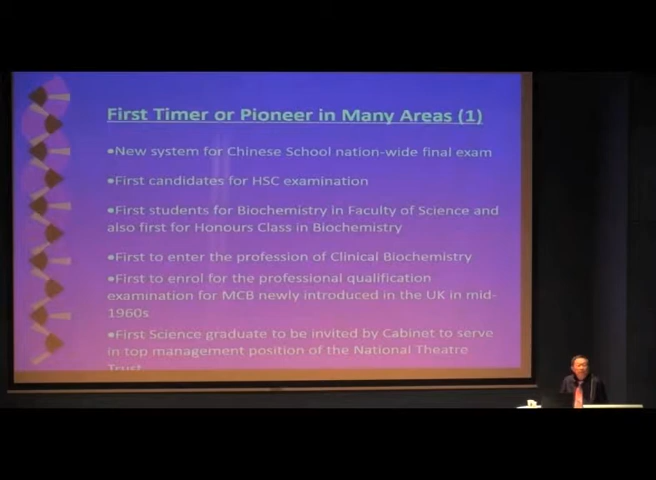 First Timer or Pioneer in Many Areas (1)
•New system for Chinese School nation-wide final exam
•First candidates for HSC examination
•First students for Biochemistry in Faculty of Science and
also first for Honours Class in Biochemistry
•First to enter the profession of Clinical Biochemistry
•First to enrol for the professional qualification
examination for MCB newly introduced in the UK in mid-
1960s
•First Science graduate to be invited by Cabinet to serve
in top management position of the National Theatre
Trust